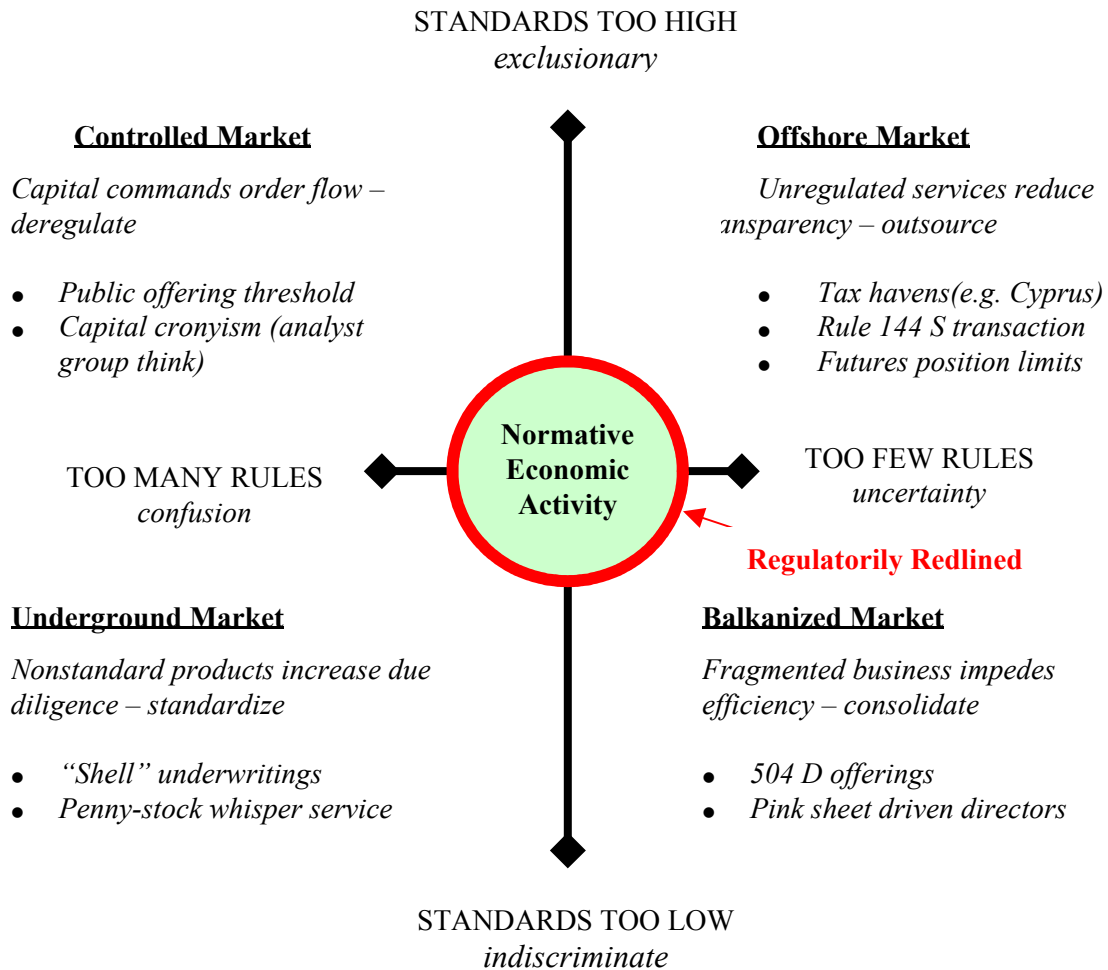 STANDARDS TOO HIGH
exclusionary
Controlled Market
Capital commands order flow –
deregulate
● Public offering threshold
● Capital cronyism (analyst
group think)
Offshore Market
Unregulated services reduce
ansparency – outsource
● Tax havens(e.g. Cyprus)
● Rule 144 S transaction
● Futures position limits
Normative
Economic
Activity
TOO MANY RULES
confusion
TOO FEW RULES
uncertainty
Regulatorily Redlined
Underground Market
Nonstandard products increase due
diligence – standardize
● “Shell” underwritings
● Penny-stock whisper service
Balkanized Market
Fragmented business impedes
efficiency – consolidate
● 504 D offerings
● Pink sheet driven directors
STANDARDS TOO LOW
indiscriminate